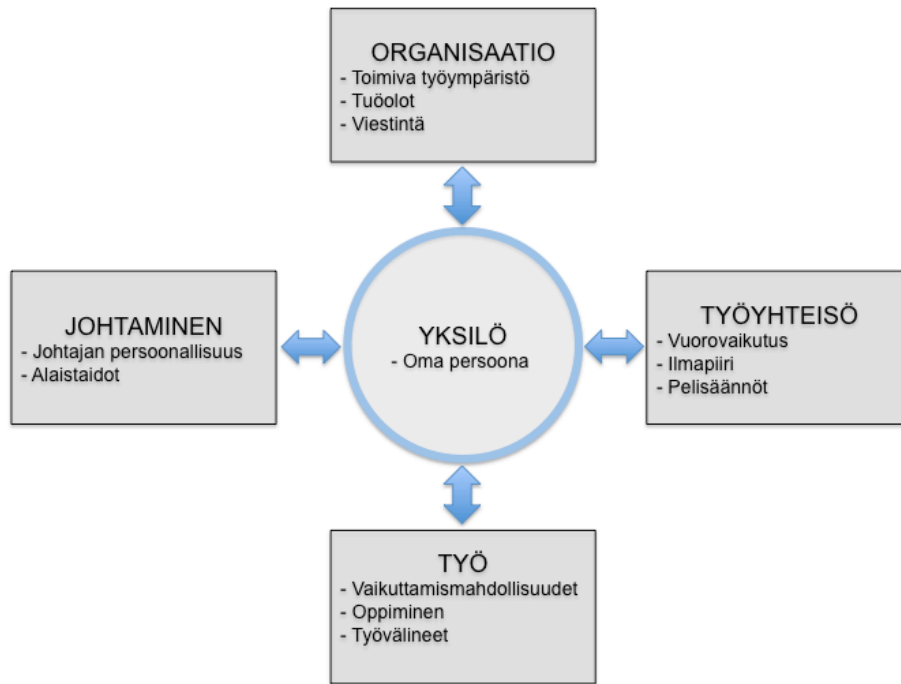 ORGANISAATIO
- Toimiva työympäristö
- Tuöolot
- Viestintä
JOHTAMINEN
- Johtajan persoonallisuus
- Alaistaidot
YKSILÖ
- Oma persoona
TYÖYHTEISÖ
- Vuorovaikutus
- Ilmapiiri
- Pelisäännöt
TYÖ
- Vaikuttamismahdollisuudet
- Oppiminen
- Työvälineet